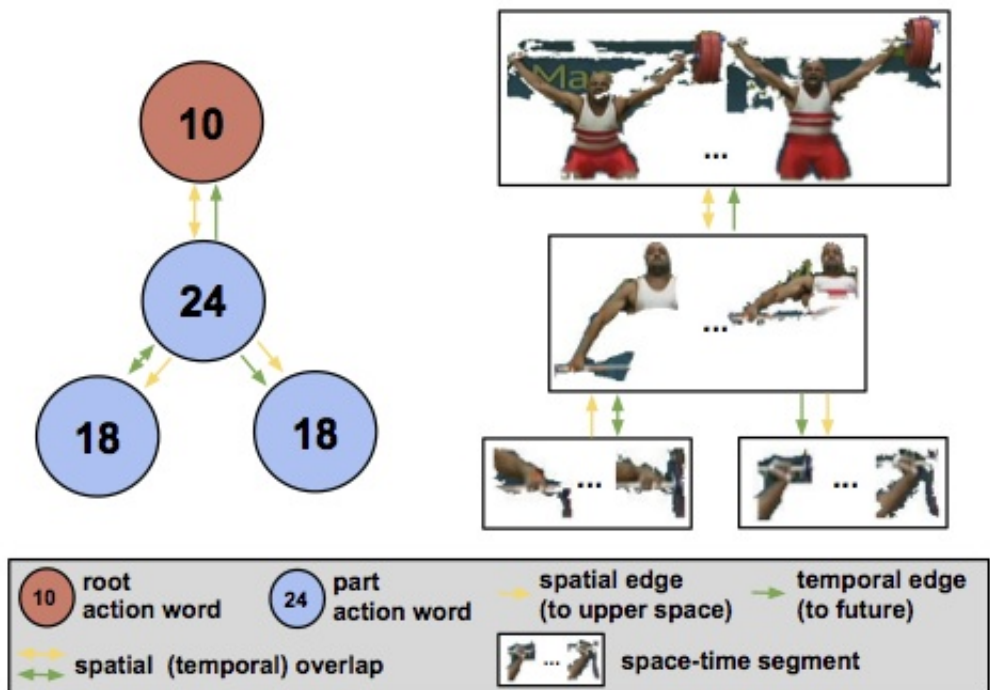 10
24
18
18
Man
...
...
...
...
10
root
action word
24
part
action word
spatial edge
(to upper space)
temporal edge
(to future)
spatial (temporal) overlap
...
space-time segment